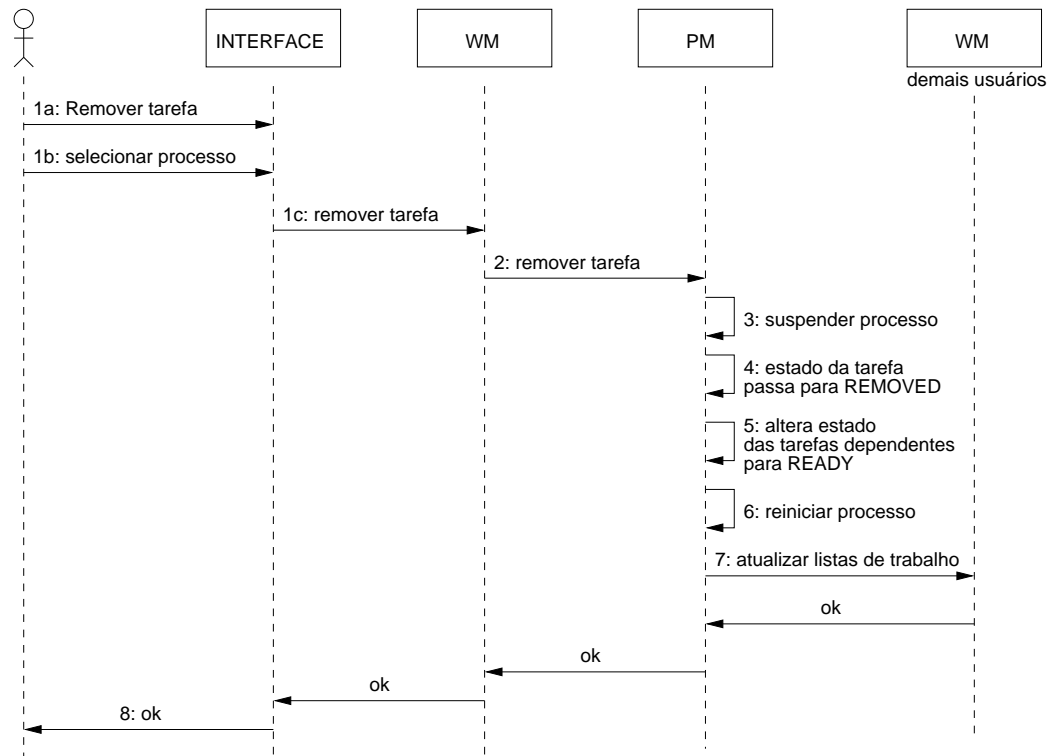 INTERFACE
WM
PM
WM
demais usuários
1a: Remover tarefa
1b: selecionar processo
1c: remover tarefa
2: remover tarefa
3: suspender processo
4: estado da tarefa
passa para REMOVED
5: altera estado
das tarefas dependentes
para READY
6: reiniciar processo
7: atualizar listas de trabalho
ok
ok
ok
8: ok